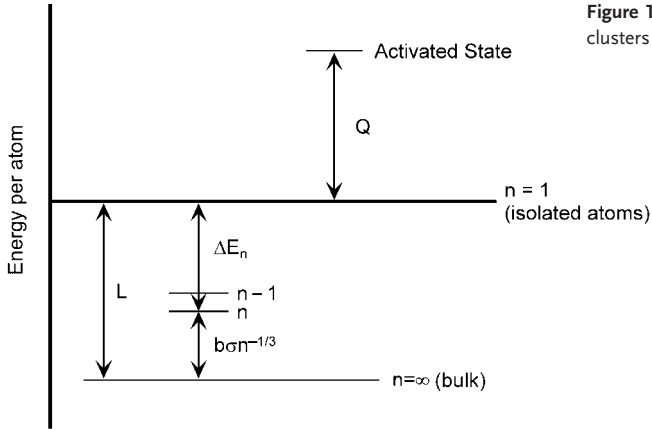 Figure 1
clusters
Activated State
Q
Energy per atom
n = 1
(isolated atoms)
ΔEₙ
L
n – 1
n
bσn⁻¹/³
n=∞ (bulk)